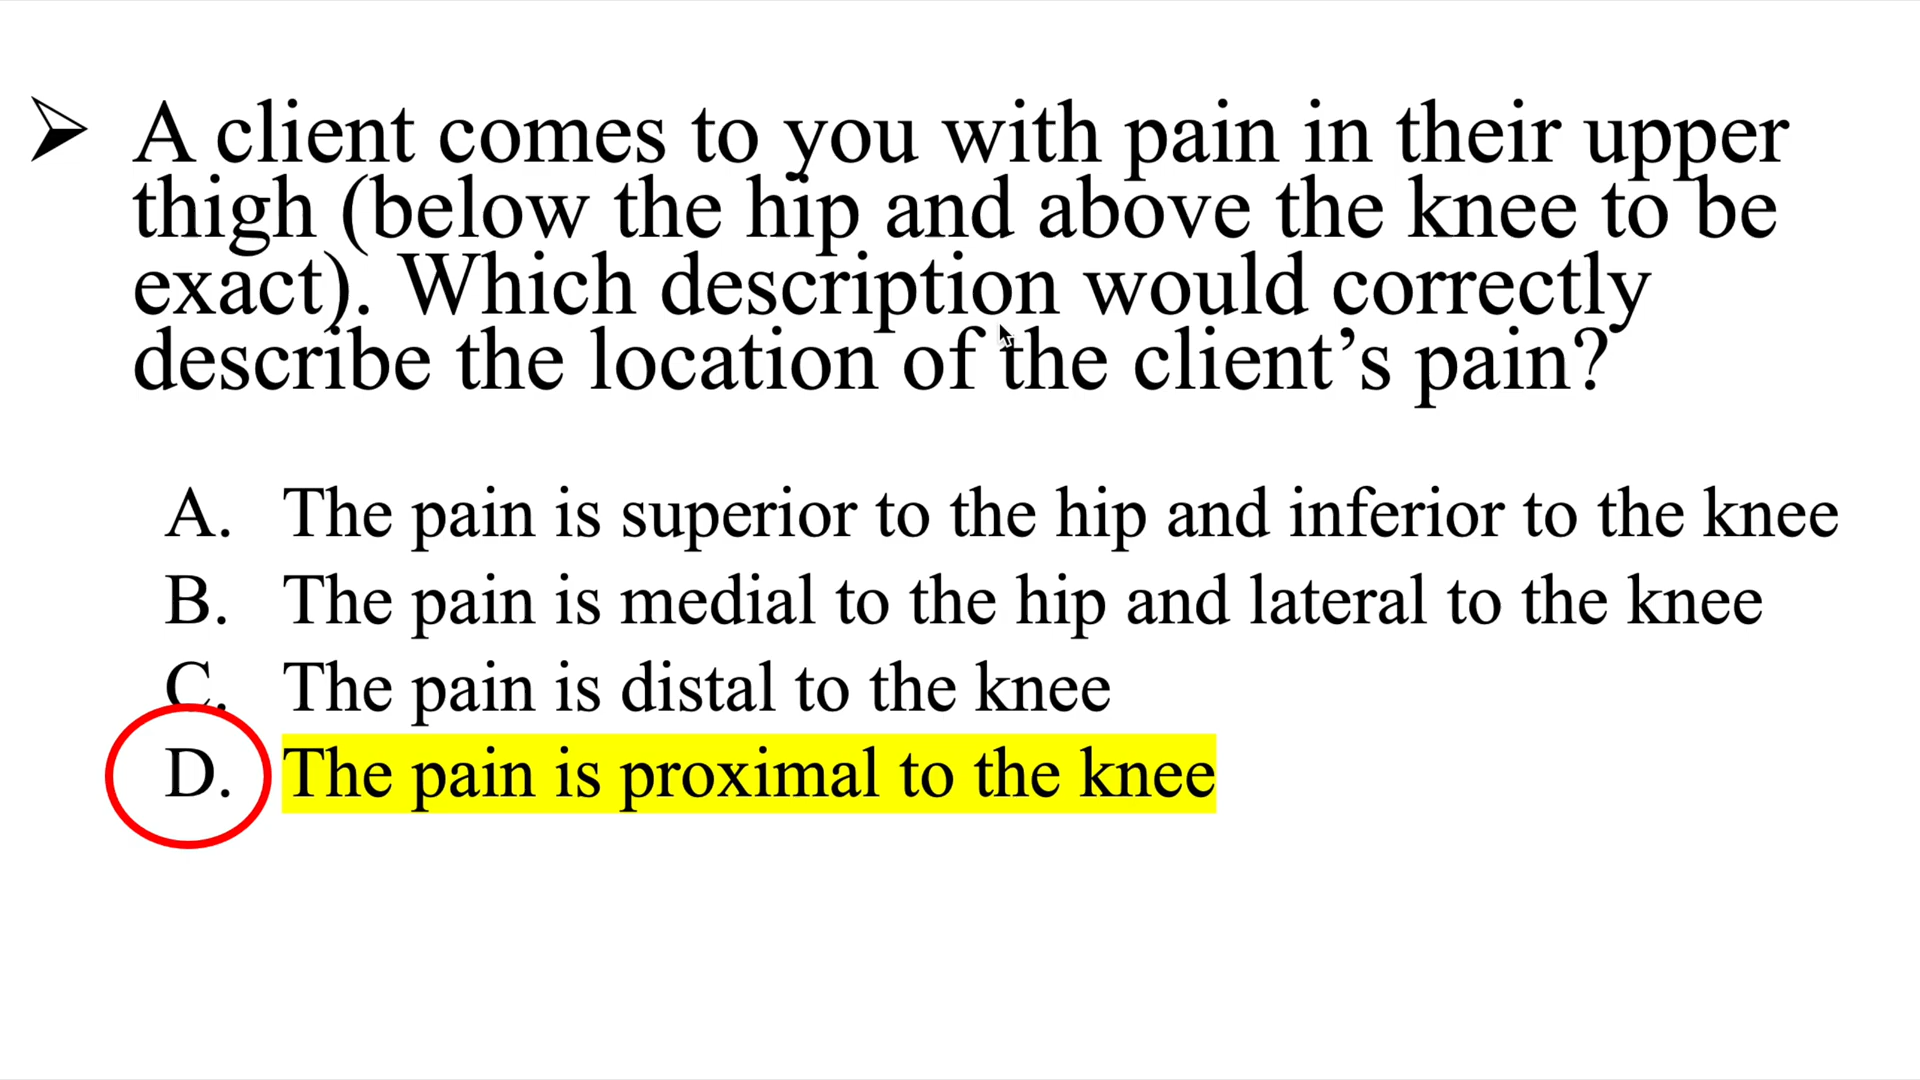 ➢ A client comes to you with pain in their upper
thigh (below the hip and above the knee to be
exact). Which description would correctly
describe the location of the client’s pain?
A. The pain is superior to the hip and inferior to the knee
B. The pain is medial to the hip and lateral to the knee
C. The pain is distal to the knee
D. The pain is proximal to the knee